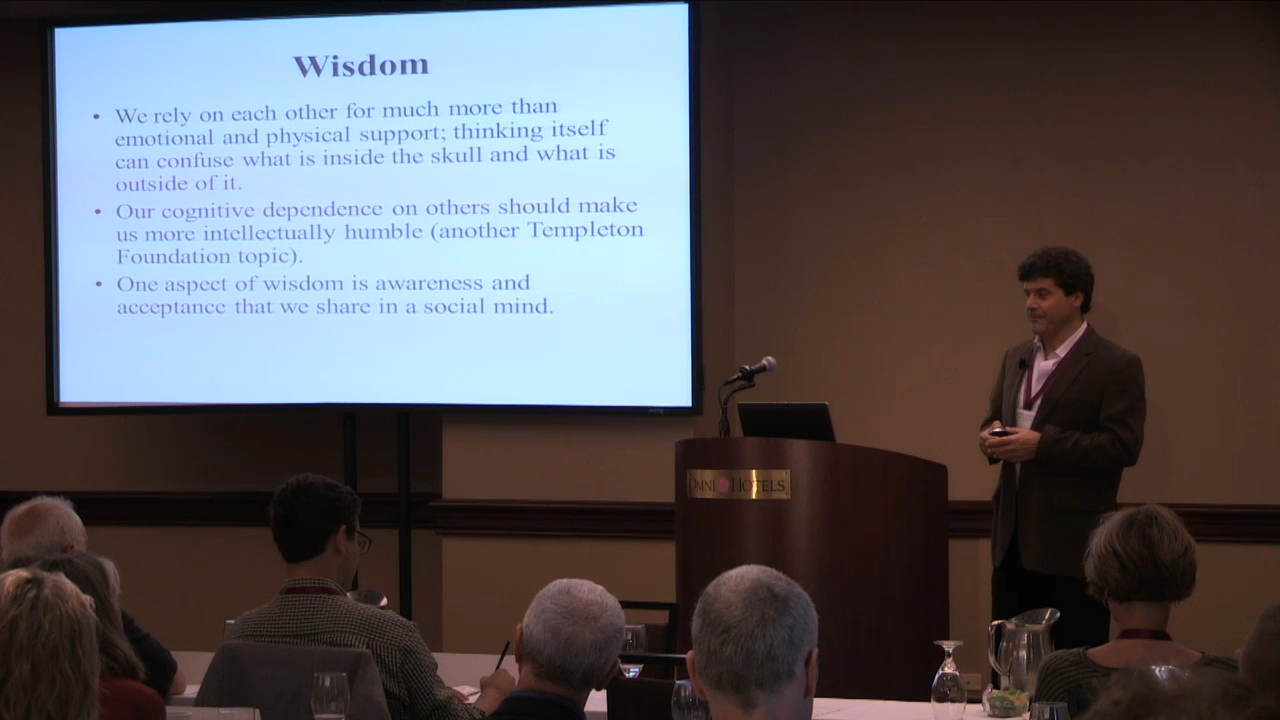 Wisdom
• We rely on each other for much more than
emotional and physical support; thinking itself
can confuse what is inside the skull and what is
outside of it.
• Our cognitive dependence on others should make
us more intellectually humble (another Templeton
Foundation topic).
• One aspect of wisdom is awareness and
acceptance that we share in a social mind.
OMNI HOTELS